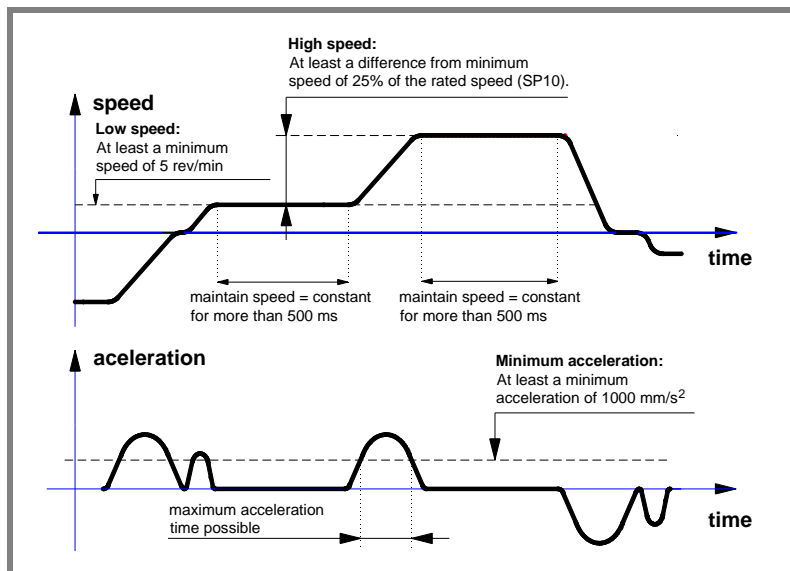 High speed:
At least a difference from minimum
speed of 25% of the rated speed (SP10).
speed
Low speed:
At least a minimum
speed of 5 rev/min
time
maintain speed = constant
for more than 500 ms
maintain speed = constant
for more than 500 ms
aceleration
Minimum acceleration:
At least a minimum
acceleration of 1000 mm/s2
maximum acceleration
time possible
time